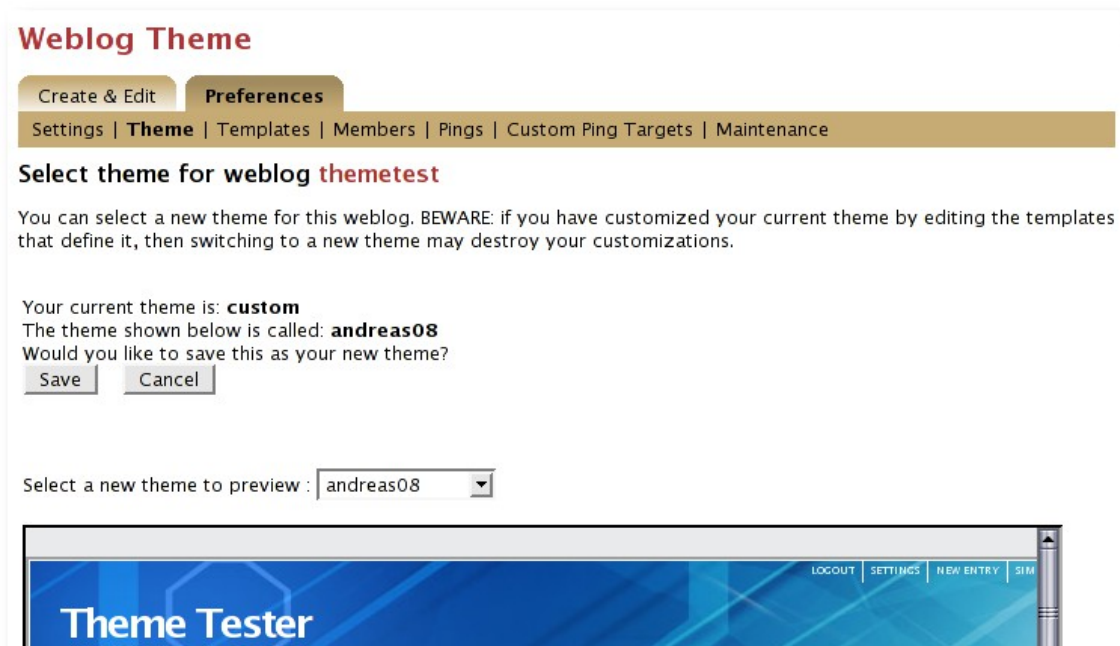 Weblog Theme
Create & Edit Preferences
Settings | Theme | Templates | Members | Pings | Custom Ping Targets | Maintenance
Select theme for weblog themetest
You can select a new theme for this weblog. BEWARE: if you have customized your current theme by editing the templates
that define it, then switching to a new theme may destroy your customizations.
Your current theme is: custom
The theme shown below is called: andreas08
Would you like to save this as your new theme?
Save Cancel
Select a new theme to preview : andreas08
LOGOUT | SETTINGS | NEW ENTRY | SIM
Theme Tester